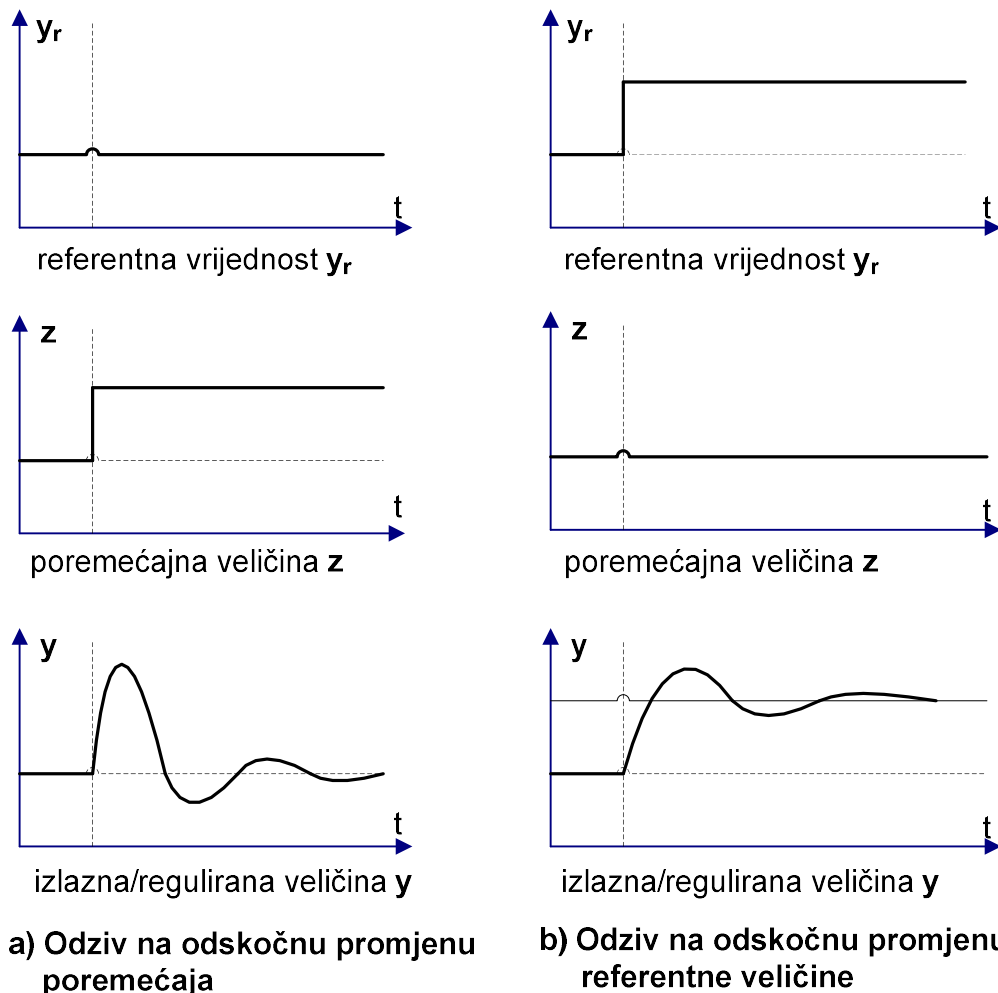 yr
t
referentna vrijednost yr
z
t
poremećajna veličina z
y
t
izlazna/regulirana veličina y
a) Odziv na odskočnu promjenu
poremećaja
yr
t
referentna vrijednost yr
z
t
poremećajna veličina z
y
t
izlazna/regulirana veličina y
b) Odziv na odskočnu promjenu
referentne veličine